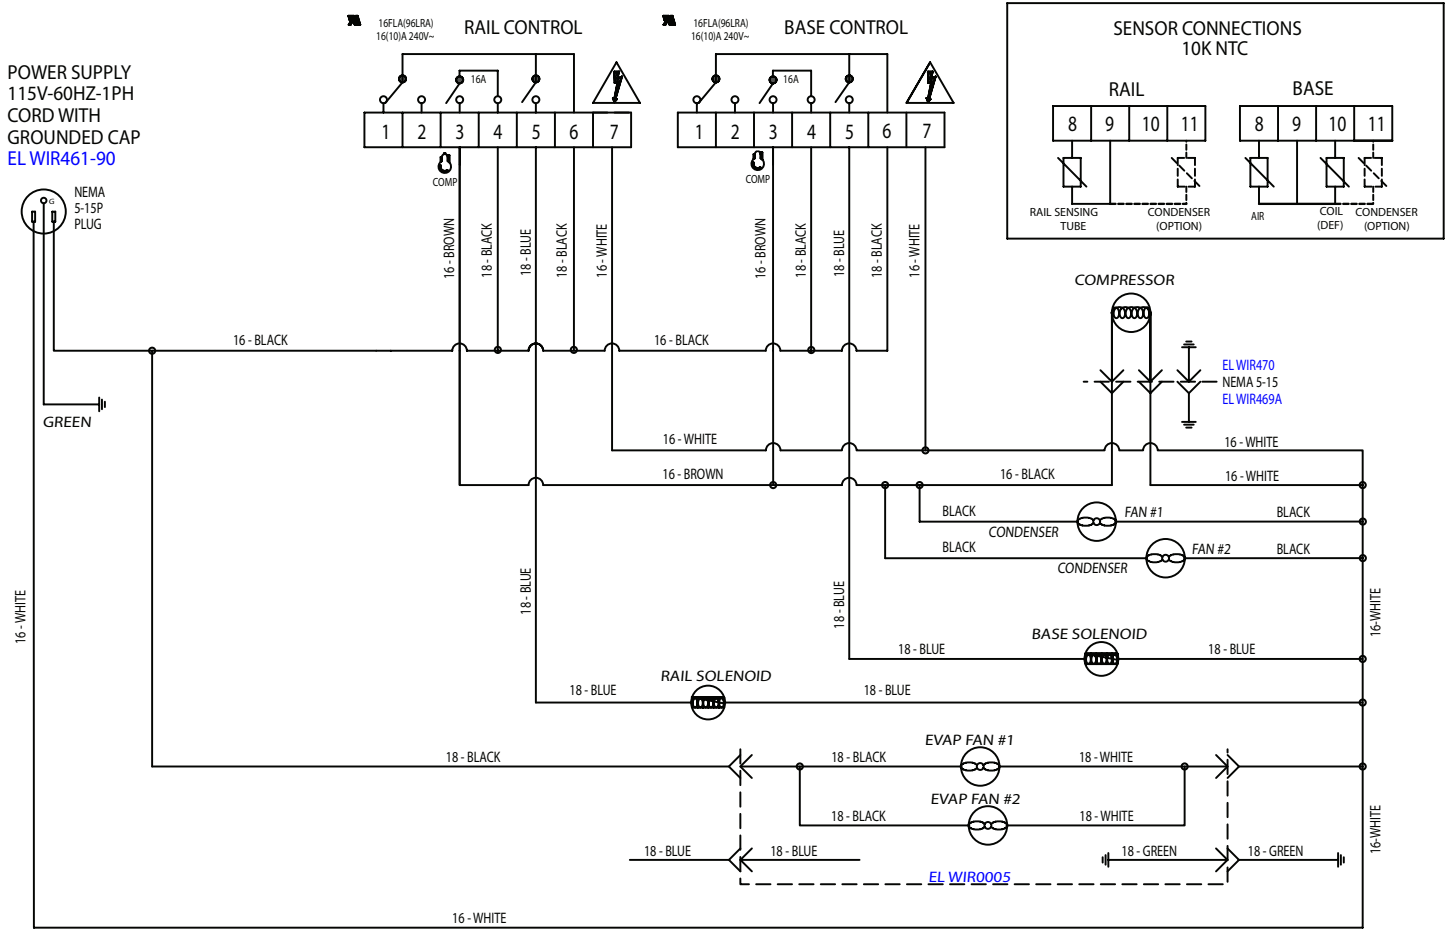 POWER SUPPLY
115V-60HZ-1PH
CORD WITH
GROUNDED CAP
EL WIR461-90
NEMA
5-15P
PLUG
G
GREEN
16FLA(96LRA)
16(10)A 240V~
RAIL CONTROL
16A
1 2 3 4 5 6 7
COMP
16FLA(96LRA)
16(10)A 240V~
BASE CONTROL
16A
1 2 3 4 5 6 7
COMP
SENSOR CONNECTIONS
10K NTC
RAIL
8 9 10 11
RAIL SENSING
TUBE
CONDENSER
(OPTION)
BASE
8 9 10 11
AIR
COIL
(DEF)
CONDENSER
(OPTION)
16 - BROWN
18 - BLACK
18 - BLUE
18 - BLACK
16 - WHITE
16 - BROWN
18 - BLACK
18 - BLUE
18 - BLACK
16 - WHITE
COMPRESSOR
16 - BLACK
16 - BLACK
EL WIR470
NEMA 5-15
EL WIR469A
16 - WHITE
16 - WHITE
16 - BROWN
16 - BLACK
16 - WHITE
BLACK
FAN #1
BLACK
CONDENSER
BLACK
FAN #2
BLACK
CONDENSER
16 - WHITE
18 - BLUE
18 - BLUE
16-WHITE
BASE SOLENOID
18 - BLUE
18 - BLUE
RAIL SOLENOID
18 - BLUE
18 - BLUE
EVAP FAN #1
18 - BLACK
18 - BLACK
18 - WHITE
EVAP FAN #2
18 - BLACK
18 - WHITE
16-WHITE
18 - BLUE
18 - BLUE
18 - GREEN
18 - GREEN
EL WIR0005
16 - WHITE